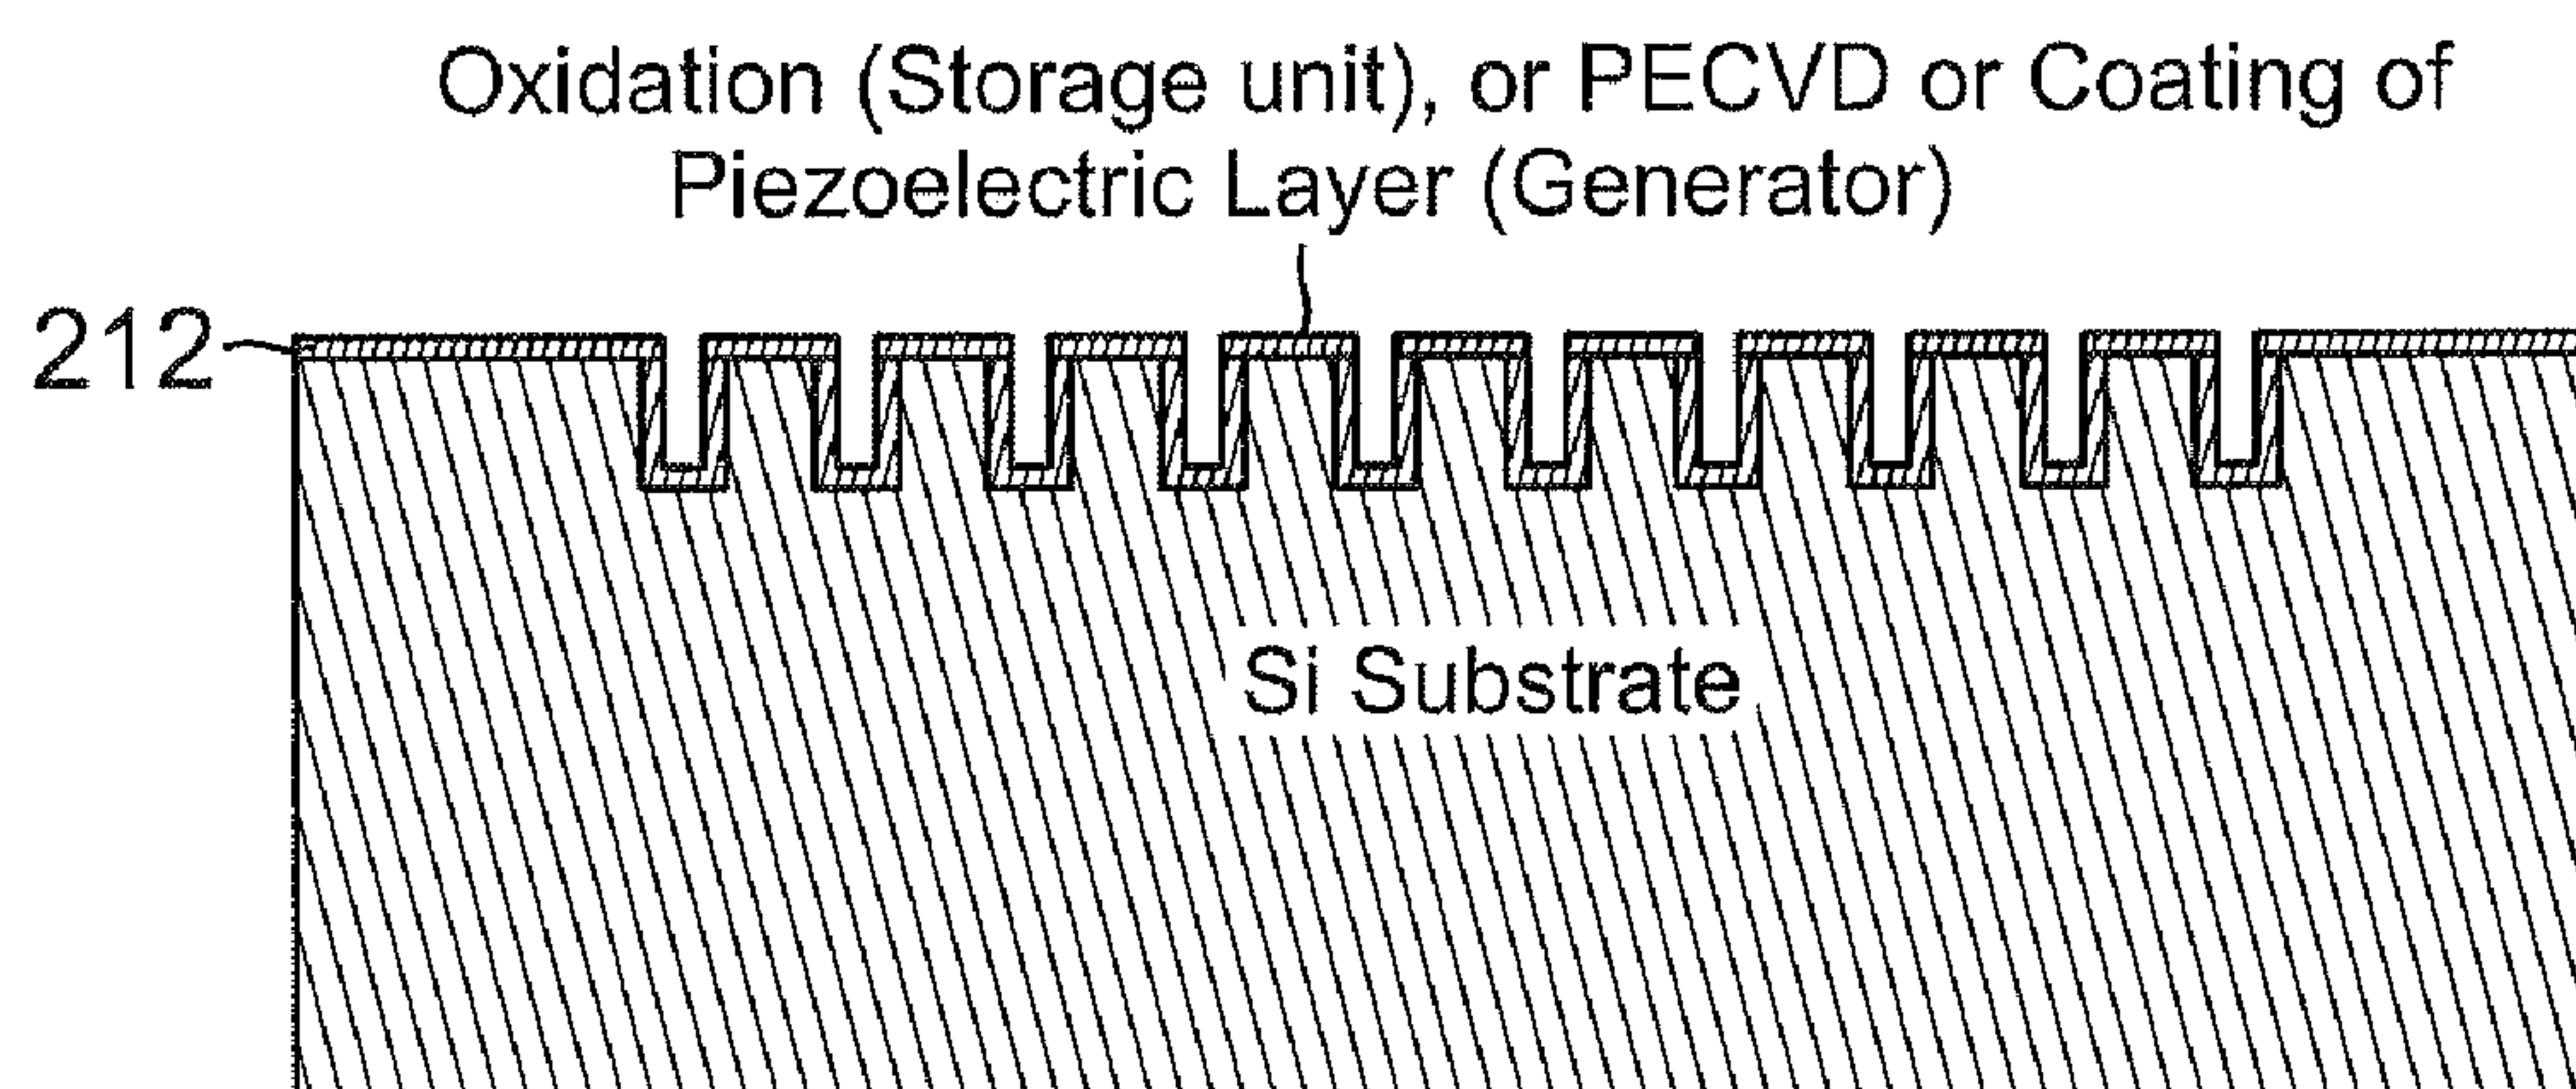 Oxidation (Storage unit), or PECVD or Coating of
Piezoelectric Layer (Generator)
212
Si Substrate